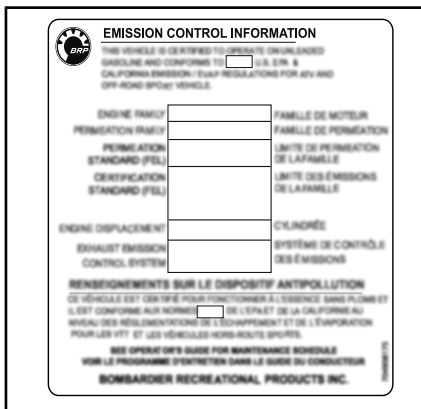 BRP
EMISSION CONTROL INFORMATION
THIS VEHICLE IS CERTIFIED TO OPERATE ON UNLEADED
GASOLINE AND CONFORMS TO U.S. EPA &
CALIFORNIA EMISSION / EVAP REGULATIONS FOR ATV AND
OFF-ROAD SPORT VEHICLE.
ENGINE FAMILY FAMILLE DE MOTEUR
PERMEATION FAMILY FAMILLE DE PERMÉATION
PERMEATION STANDARD (FEL) LIMITE DE PERMÉATION DE LA FAMILLE
CERTIFICATION STANDARD (FEL) LIMITE DES ÉMISSIONS DE LA FAMILLE
ENGINE DISPLACEMENT CYLINDRÉE
EXHAUST EMISSION CONTROL SYSTEM SYSTÈME DE CONTRÔLE DES ÉMISSIONS
RENSEIGNEMENTS SUR LE DISPOSITIF ANTIPOLLUTION
CE VÉHICULE EST CERTIFIÉ POUR FONCTIONNER À L'ESSENCE SANS PLOMB ET
IL EST CONFORME AUX NORMES DE L'EPA ET DE LA CALIFORNIE AU
NIVEAU DES RÉGLEMENTATIONS DE L'ÉCHAPPEMENT ET DE L'ÉVAPORATION
POUR LES VTT ET LES VÉHICULES HORS-ROUTE SPORTS.
SEE OPERATOR'S GUIDE FOR MAINTENANCE SCHEDULE
VOIR LE PROGRAMME D'ENTRETIEN DANS LE GUIDE DU CONDUCTEUR
BOMBARDIER RECREATIONAL PRODUCTS INC.